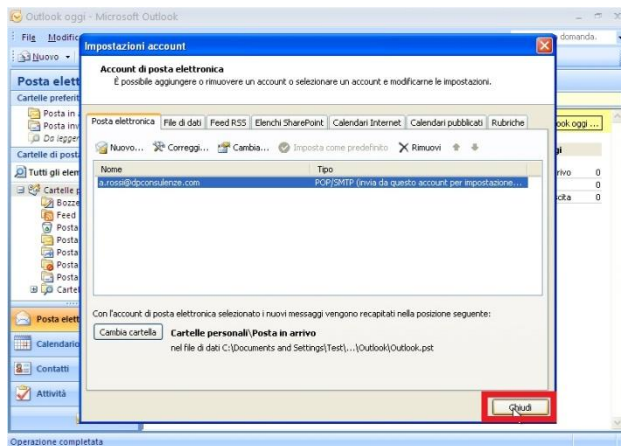 Outlook oggi - Microsoft Outlook
File Modific
domanda.
Nuovo
Impostazioni account
Account di posta elettronica
È possibile aggiungere o rimuovere un account o selezionare un account e modificarne le impostazioni.
Posta elett
Cartelle preferit
Posta in
Posta inv
Da legger
Cartelle di posta
Tutti gli elem
Cartelle p
Bozze
Feed
Posta
Posta
Posta
Posta
Posta
Cartel
Posta elett
Calendario
Contatti
Attività
Posta elettronica File di dati Feed RSS Elenchi SharePoint Calendari Internet Calendari pubblicati Rubriche
Nuovo... Correggi... Cambia... Imposta come predefinito Rimuovi
Nome Tipo
a.rossi@dpconsulenze.com POP/SMTP (invia da questo account per impostazione...
Con l'account di posta elettronica selezionato i nuovi messaggi vengono recapitati nella posizione seguente:
Cambia cartella Cartelle personali\Posta in arrivo
nel file di dati C:\Documents and Settings\Test\...\Outlook\Outlook.pst
Chiudi
ook oggi ...
gi
rivo 0
0
scita 0
Operazione completata